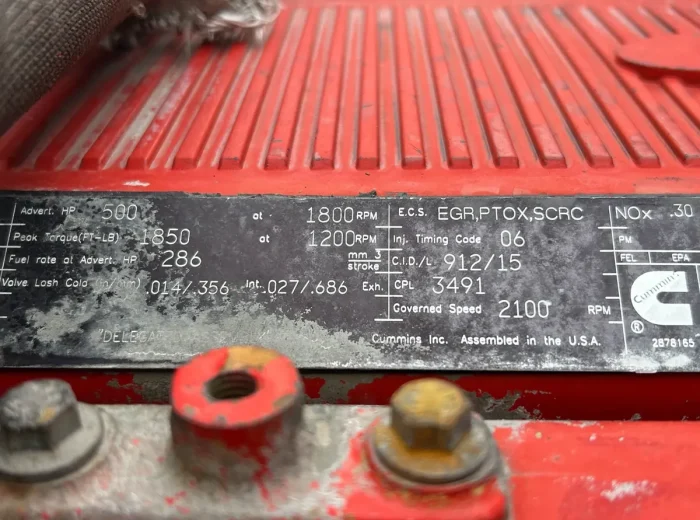 Advert. HP 500 at 1800 RPM E.C.S. EGR,PTOX,SCRC NOx .30
Peak Torque(FT-LB) 1850 at 1200 RPM Inj. Timing Code 06 PM
Fuel rate at Advert. HP 286 mm3/stroke C.I.D./L 912/15 FEL EPA
Valve Lash Cold (in/mm) .014/.356 Int. .027/.686 Exh. CPL 3491 Cummins
Governed Speed 2100 RPM ®
Cummins Inc. Assembled in the U.S.A. 2878165